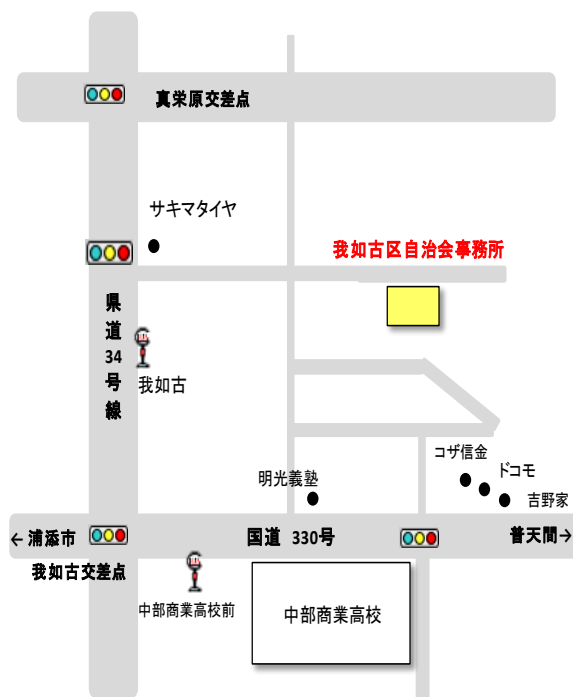 真栄原交差点
サキマタイヤ
我如古区自治会事務所
県道34号線
我如古
コザ信金
ドコモ
吉野家
明光義塾
←浦添市
国道 330号
普天間→
我如古交差点
中部商業高校前
中部商業高校